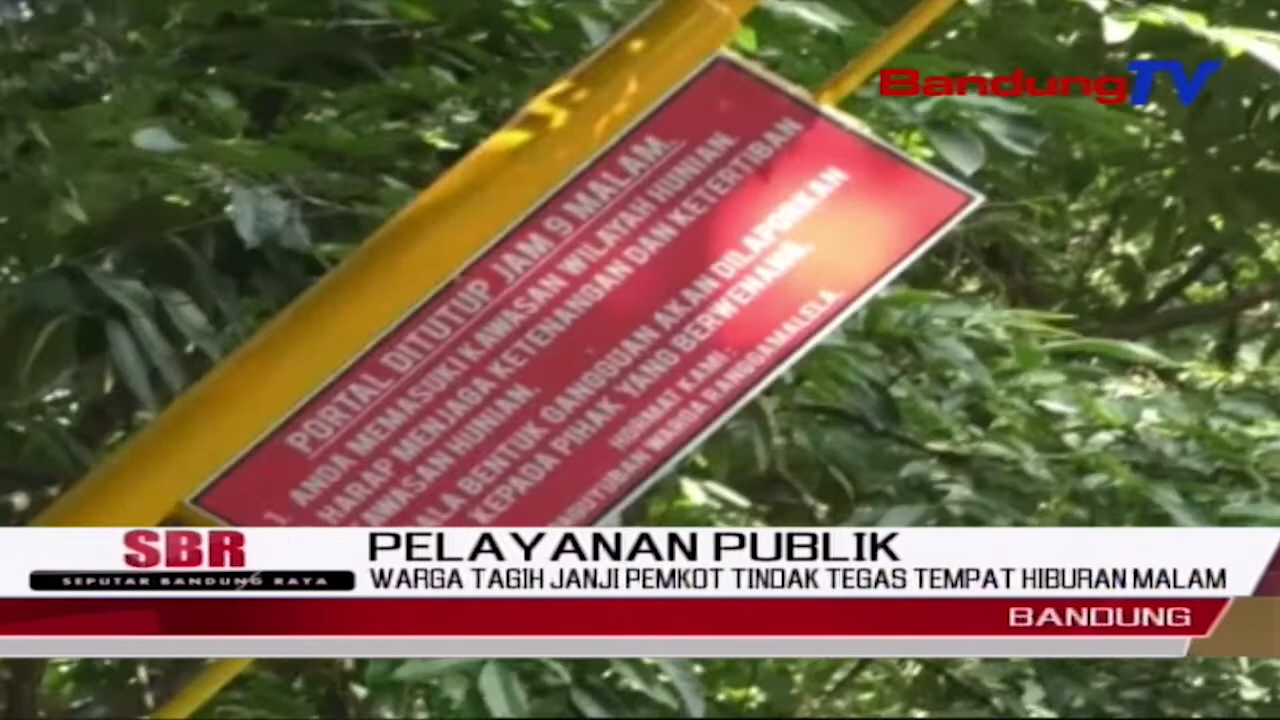 BandungTV
PORTAL DITUTUP JAM 9 MALAM.
1. ANDA MEMASUKI KAWASAN WILAYAH HUNIAN.
HARAP MENJAGA KETENANGAN DAN KETERTIBAN
KAWASAN HUNIAN.
ALA BENTUK GANGGUAN AKAN DILAPORKAN
KEPADA PIHAK YANG BERWENANG.
HORMAT KAMI,
WARGA RANGGAMALELA
SBR
SEPUTAR BANDUNG RAYA
PELAYANAN PUBLIK
WARGA TAGIH JANJI PEMKOT TINDAK TEGAS TEMPAT HIBURAN MALAM
BANDUNG